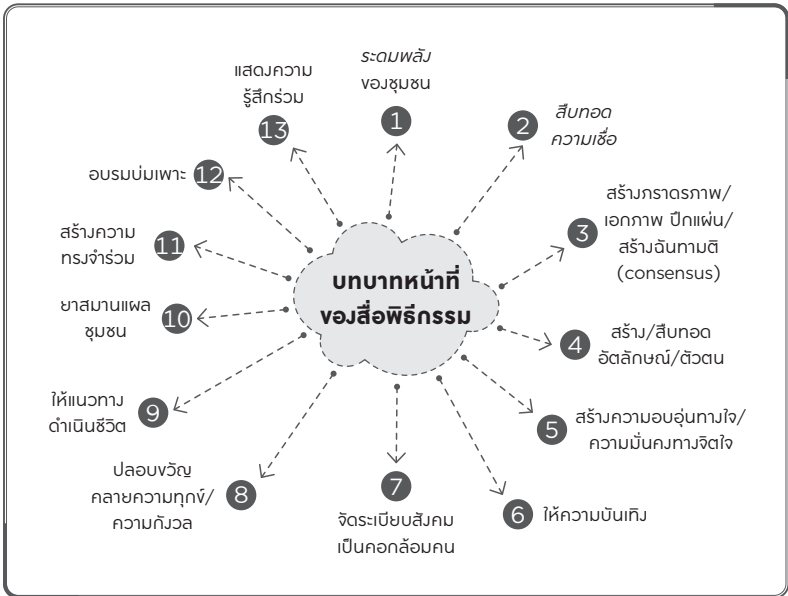 บทบาทหน้าที่
ของสื่อพิธีกรรม
ระดมพลัง
ของชุมชน
1
2
สืบทอด
ความเชื่อ
3
สร้างภราดรภาพ/
เอกภาพ ปึกแผ่น/
สร้างฉันทามติ
(consensus)
4
สร้าง/สืบทอด
อัตลักษณ์/ตัวตน
5
สร้างความอบอุ่นทางใจ/
ความมั่นคงทางจิตใจ
6
ให้ความบันเทิง
7
จัดระเบียบสังคม
เป็นคอกล้อมคน
8
ปลอบขวัญ
คลายความทุกข์/
ความกังวล
9
ให้แนวทาง
ดำเนินชีวิต
10
ยาสมานแผล
ชุมชน
11
สร้างความ
ทรงจำร่วม
12
อบรมบ่มเพาะ
13
แสดงความ
รู้สึกร่วม